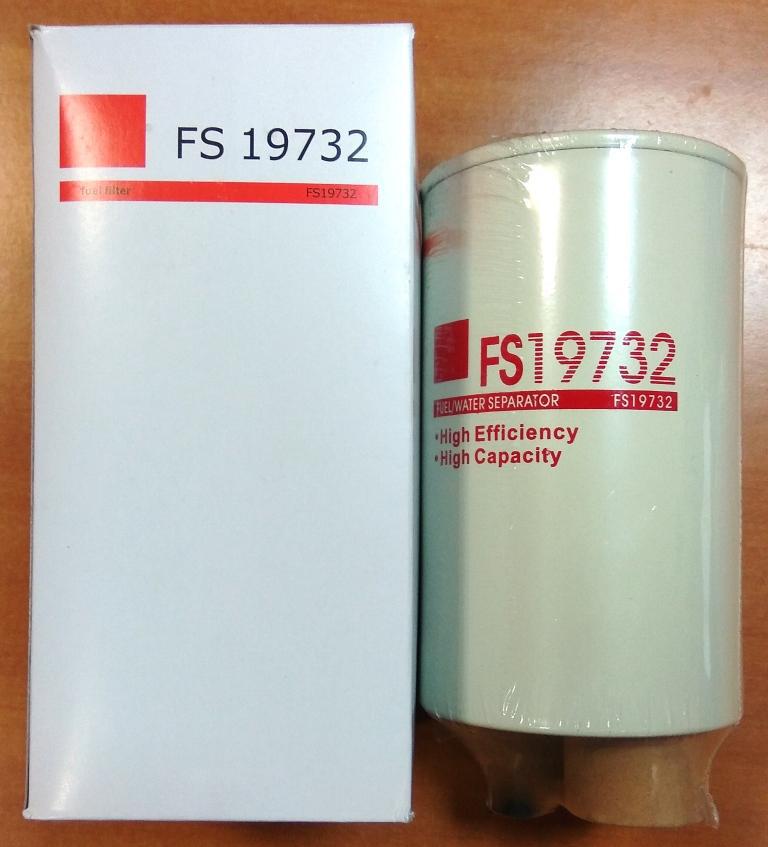 FS 19732
fuel filter FS19732
FS19732
FUEL/WATER SEPARATOR FS19732
•High Efficiency
•High Capacity